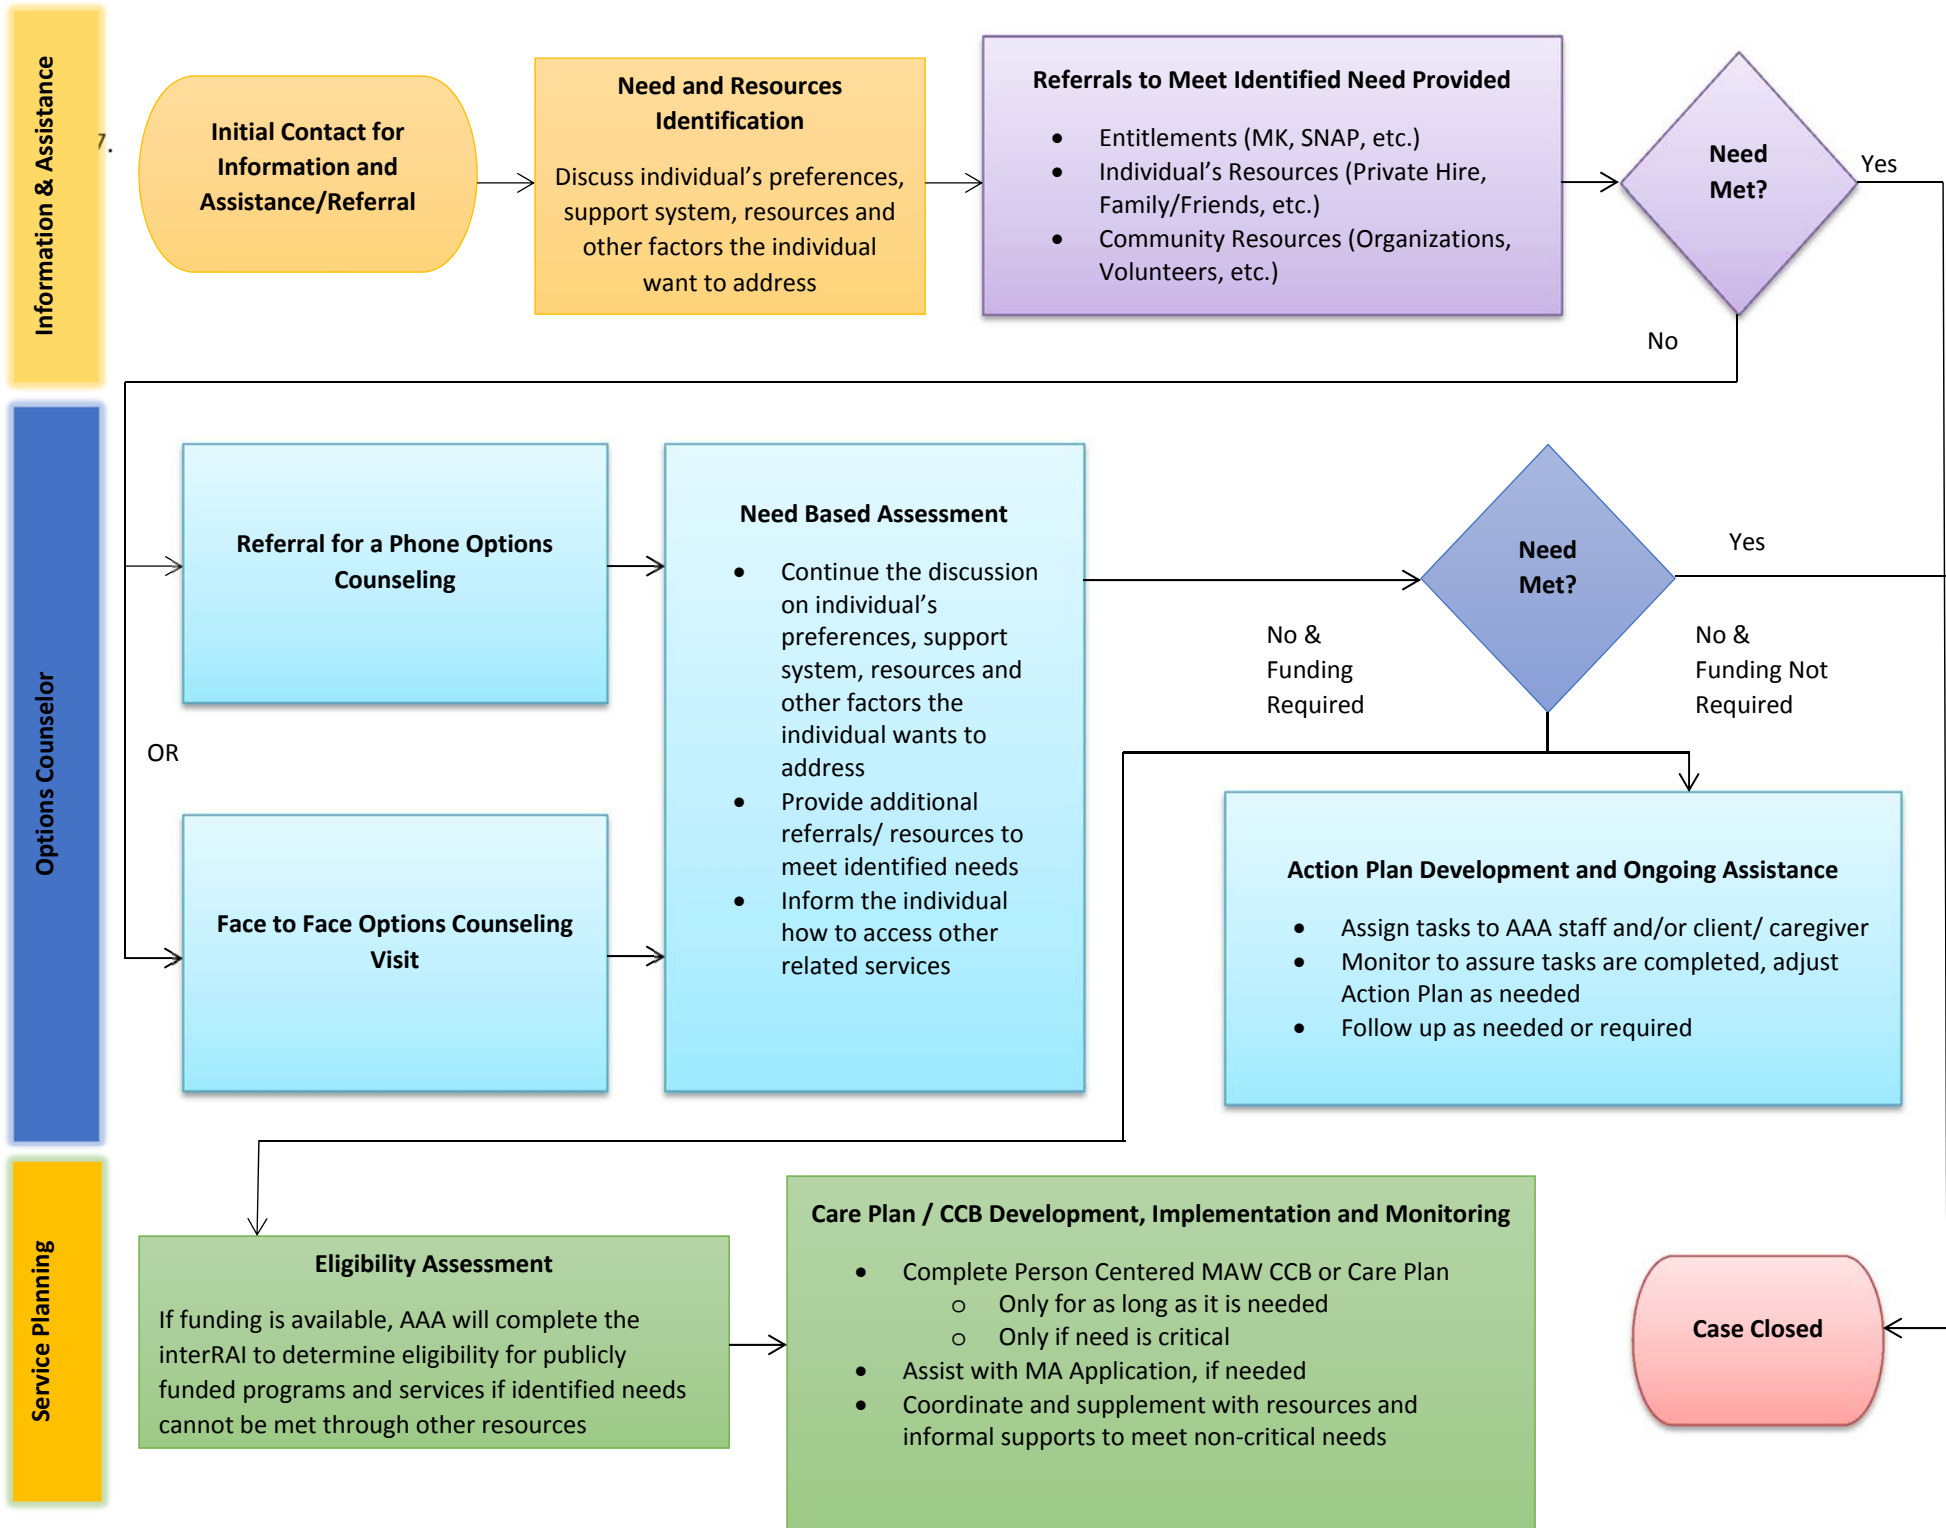 Information & Assistance
7.
Initial Contact for
Information and
Assistance/Referral
Need and Resources
Identification
Discuss individual's preferences,
support system, resources and
other factors the individual
want to address
Referrals to Meet Identified Need Provided
• Entitlements (MK, SNAP, etc.)
• Individual's Resources (Private Hire,
Family/Friends, etc.)
• Community Resources (Organizations,
Volunteers, etc.)
Need
Met?
Yes
No
Options Counselor
Referral for a Phone Options
Counseling
OR
Face to Face Options Counseling
Visit
Need Based Assessment
• Continue the discussion
on individual's
preferences, support
system, resources and
other factors the
individual wants to
address
• Provide additional
referrals/ resources to
meet identified needs
• Inform the individual
how to access other
related services
Need
Met?
Yes
No &
Funding
Required
No &
Funding Not
Required
Action Plan Development and Ongoing Assistance
• Assign tasks to AAA staff and/or client/ caregiver
• Monitor to assure tasks are completed, adjust
Action Plan as needed
• Follow up as needed or required
Service Planning
Eligibility Assessment
If funding is available, AAA will complete the
interRAI to determine eligibility for publicly
funded programs and services if identified needs
cannot be met through other resources
Care Plan / CCB Development, Implementation and Monitoring
• Complete Person Centered MAW CCB or Care Plan
o Only for as long as it is needed
o Only if need is critical
• Assist with MA Application, if needed
• Coordinate and supplement with resources and
informal supports to meet non-critical needs
Case Closed